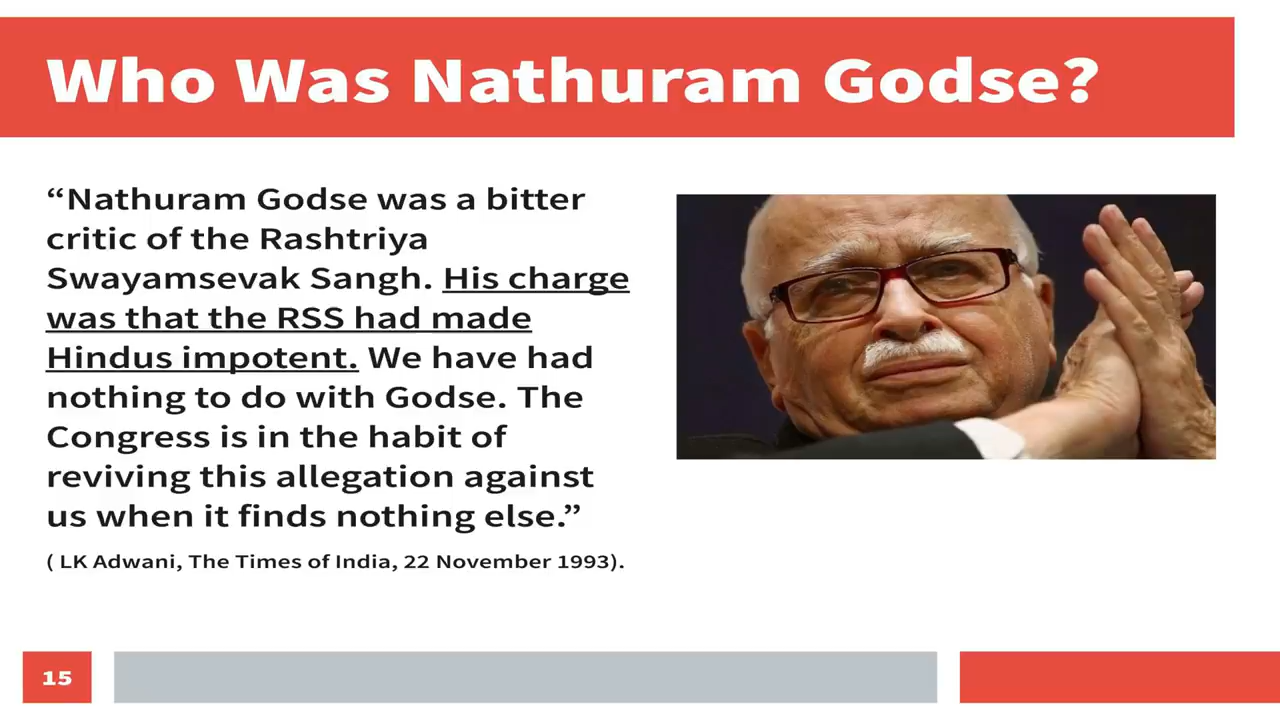 Who Was Nathuram Godse?
“Nathuram Godse was a bitter
critic of the Rashtriya
Swayamsevak Sangh. His charge
was that the RSS had made
Hindus impotent. We have had
nothing to do with Godse. The
Congress is in the habit of
reviving this allegation against
us when it finds nothing else.”
( LK Adwani, The Times of India, 22 November 1993).
15